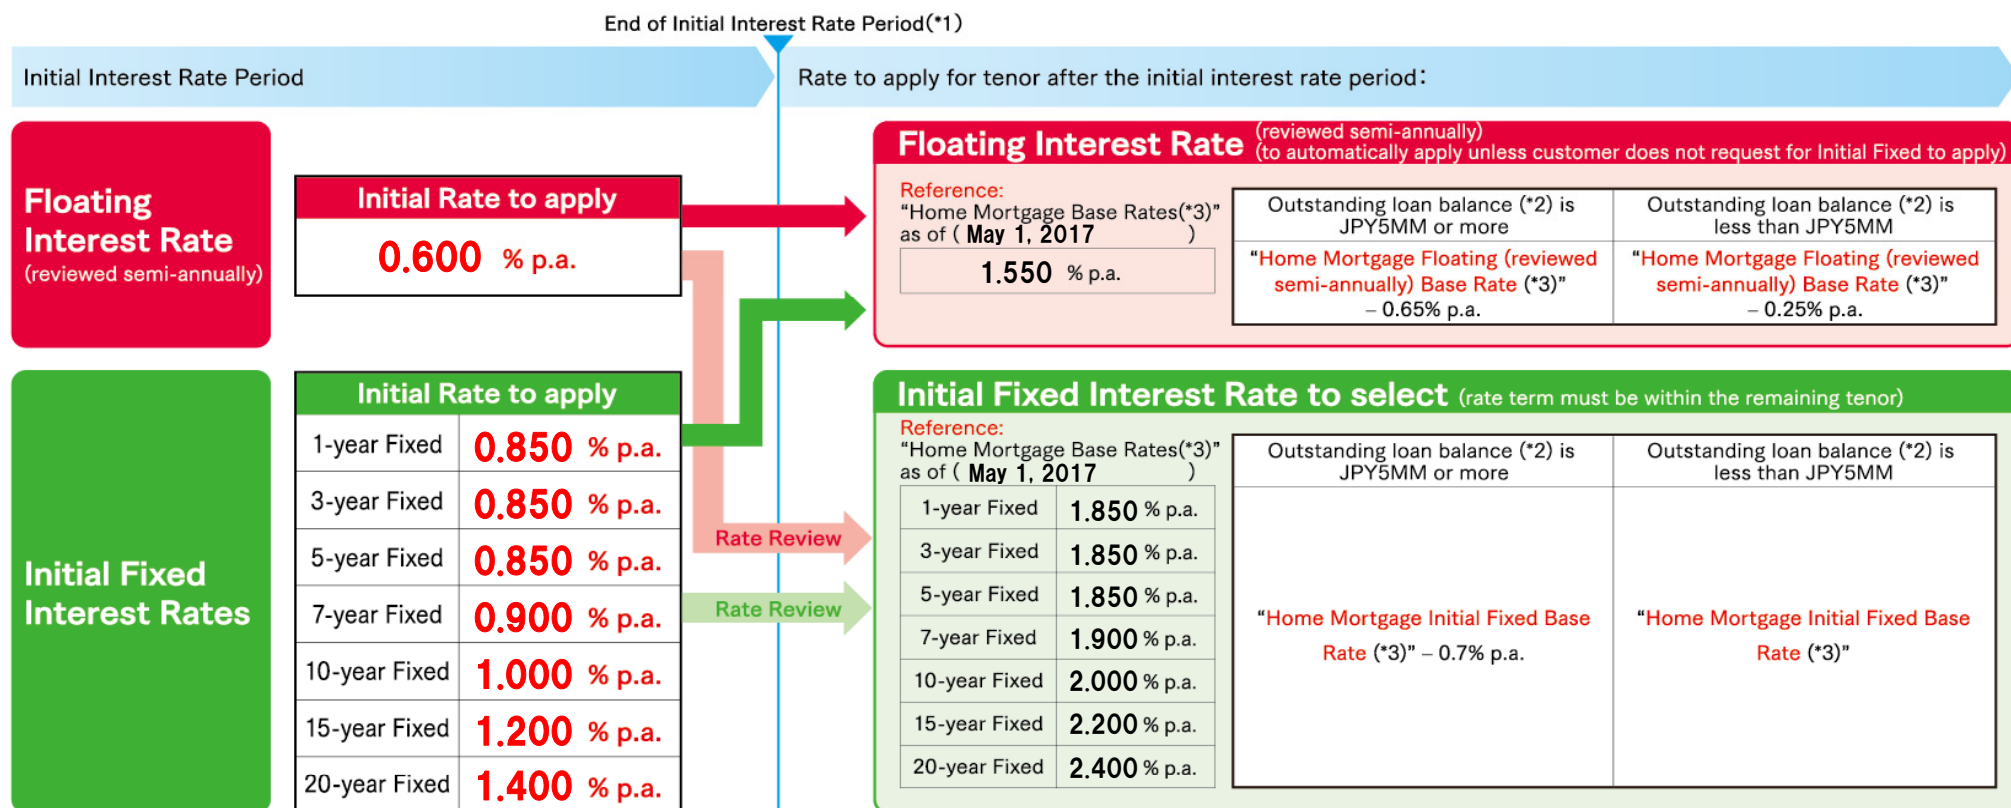 End of Initial Interest Rate Period(*1)
Initial Interest Rate Period
Rate to apply for tenor after the initial interest rate period:
Floating
Interest Rate
(reviewed semi-annually)
Initial Rate to apply
0.600 % p.a.
Floating Interest Rate (reviewed semi-annually)
(to automatically apply unless customer does not request for Initial Fixed to apply)
Reference:
"Home Mortgage Base Rates(*3)"
as of ( May 1, 2017 )
1.550 % p.a.
Outstanding loan balance (*2) is
JPY5MM or more
Outstanding loan balance (*2) is
less than JPY5MM
"Home Mortgage Floating (reviewed
semi-annually) Base Rate (*3)"
– 0.65% p.a.
"Home Mortgage Floating (reviewed
semi-annually) Base Rate (*3)"
– 0.25% p.a.
Initial Fixed
Interest Rates
Initial Rate to apply
1-year Fixed 0.850 % p.a.
3-year Fixed 0.850 % p.a.
5-year Fixed 0.850 % p.a.
7-year Fixed 0.900 % p.a.
10-year Fixed 1.000 % p.a.
15-year Fixed 1.200 % p.a.
20-year Fixed 1.400 % p.a.
Rate Review
Rate Review
Initial Fixed Interest Rate to select (rate term must be within the remaining tenor)
Reference:
"Home Mortgage Base Rates(*3)"
as of ( May 1, 2017 )
1-year Fixed 1.850 % p.a.
3-year Fixed 1.850 % p.a.
5-year Fixed 1.850 % p.a.
7-year Fixed 1.900 % p.a.
10-year Fixed 2.000 % p.a.
15-year Fixed 2.200 % p.a.
20-year Fixed 2.400 % p.a.
Outstanding loan balance (*2) is
JPY5MM or more
Outstanding loan balance (*2) is
less than JPY5MM
"Home Mortgage Initial Fixed Base
Rate (*3)" – 0.7% p.a.
"Home Mortgage Initial Fixed Base
Rate (*3)"